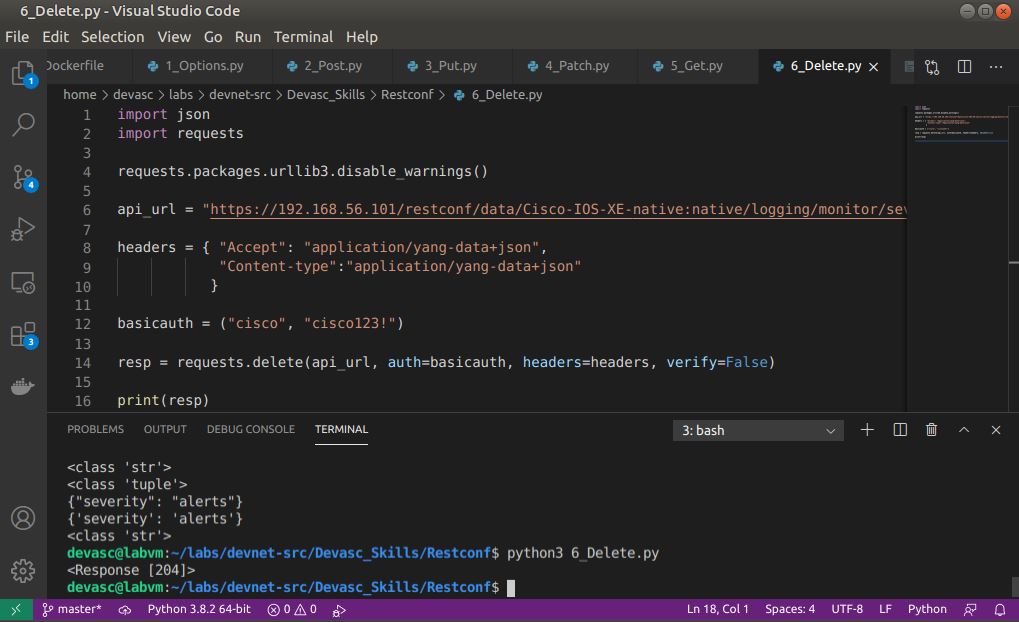 6_Delete.py - Visual Studio Code
File Edit Selection View Go Run Terminal Help
Dockerfile 1_Options.py 2_Post.py 3_Put.py 4_Patch.py 5_Get.py 6_Delete.py
home > devasc > labs > devnet-src > Devasc_Skills > Restconf > 6_Delete.py
1 import json
2 import requests
3
4 requests.packages.urllib3.disable_warnings()
5
6 api_url = "https://192.168.56.101/restconf/data/Cisco-IOS-XE-native:native/logging/monitor/sev
7
8 headers = { "Accept": "application/yang-data+json",
9 "Content-type":"application/yang-data+json"
10 }
11
12 basicauth = ("cisco", "cisco123!")
13
14 resp = requests.delete(api_url, auth=basicauth, headers=headers, verify=False)
15
16 print(resp)
PROBLEMS OUTPUT DEBUG CONSOLE TERMINAL 3: bash
<class 'str'>
<class 'tuple'>
{"severity": "alerts"}
{'severity': 'alerts'}
<class 'str'>
devasc@labvm:~/labs/devnet-src/Devasc_Skills/Restconf$ python3 6_Delete.py
<Response [204]>
devasc@labvm:~/labs/devnet-src/Devasc_Skills/Restconf$
1
4
3
master* Python 3.8.2 64-bit 0 0 Ln 18, Col 1 Spaces: 4 UTF-8 LF Python